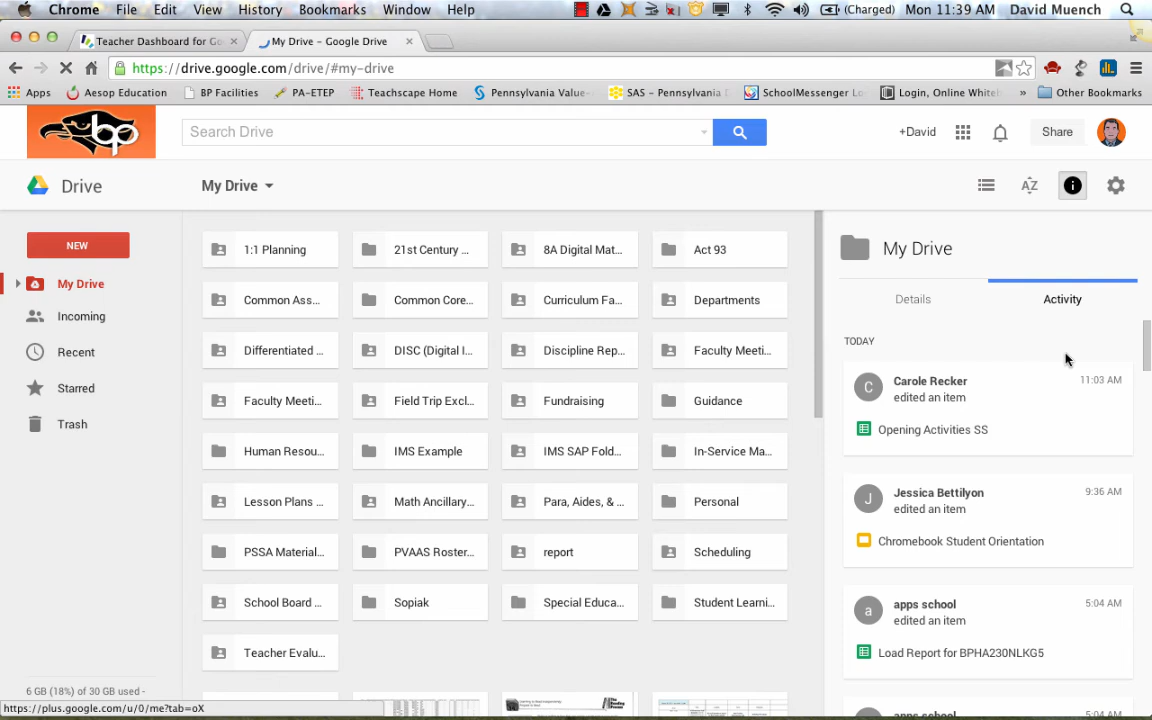 Chrome File Edit View History Bookmarks Window Help (Charged) Mon 11:39 AM David Muench
Teacher Dashboard for Go
My Drive – Google Drive
https://drive.google.com/drive/#my-drive
Apps Aesop Education BP Facilities PA-ETEP Teachscape Home Pennsylvania Value- SAS – Pennsylvania D SchoolMessenger Lo Login, Online Whiteb » Other Bookmarks
bp
Search Drive
+David
Share
Drive
My Drive
AZ
NEW
My Drive
Incoming
Recent
Starred
Trash
1:1 Planning 21st Century ... 8A Digital Mat... Act 93
Common Ass... Common Core... Curriculum Fa... Departments
Differentiated ... DISC (Digital I... Discipline Rep... Faculty Meeti...
Faculty Meeti... Field Trip Excl... Fundraising Guidance
Human Resou... IMS Example IMS SAP Fold... In-Service Ma...
Lesson Plans ... Math Ancillary... Para, Aides, & ... Personal
PSSA Material... PVAAS Roster... report Scheduling
School Board ... Sopiak Special Educa... Student Learni...
Teacher Evalu...
My Drive
Details
Activity
TODAY
C
Carole Recker 11:03 AM
edited an item
Opening Activities SS
J
Jessica Bettilyon 9:36 AM
edited an item
Chromebook Student Orientation
a
apps school 5:04 AM
edited an item
Load Report for BPHA230NLKG5
apps school 5:04 AM
6 GB (18%) of 30 GB used -
https://plus.google.com/u/0/me?tab=oX